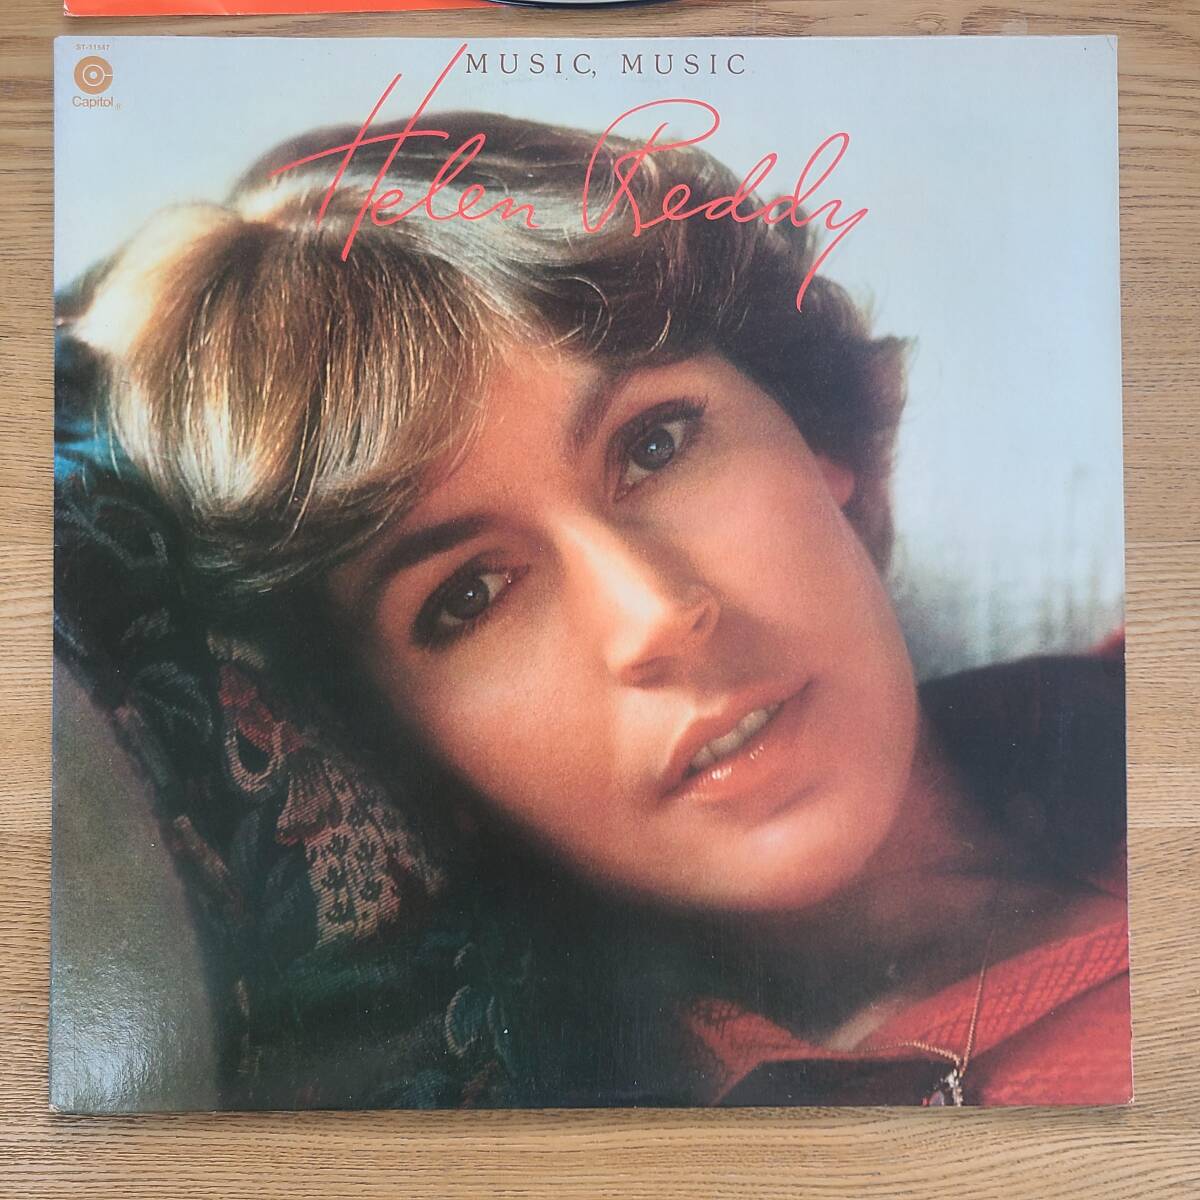 ST-11547
Capitol®
MUSIC, MUSIC
Helen Reddy